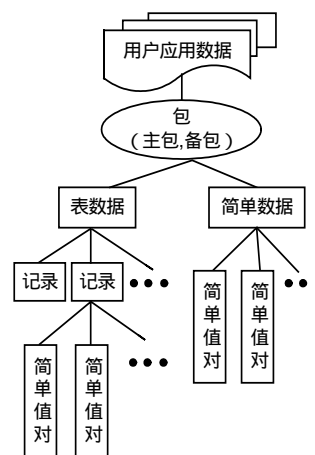 用户应用数据
包
（主包,备包）
表数据
简单数据
记录
记录
•••
简单值对
简单值对
••
简单值对
简单值对
•••